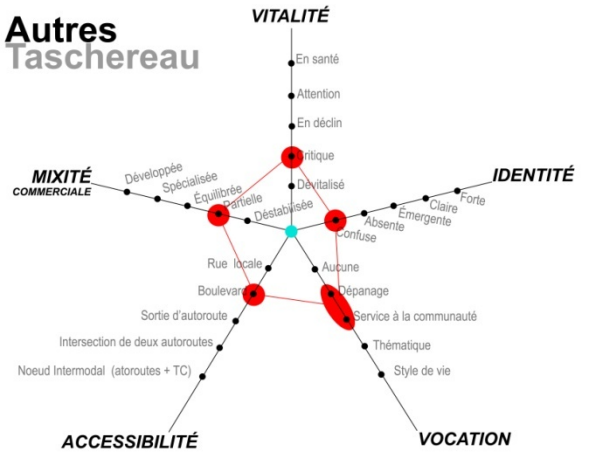 Autres
Taschereau
VITALITÉ
En santé
Attention
En déclin
Critique
Dévitalisé
MIXITÉ
COMMERCIALE
Développée
Spécialisée
Équilibrée
Partielle
Déstabilisée
IDENTITÉ
Forte
Claire
Émergente
Absente
Confuse
Rue locale
Boulevard
Sortie d'autoroute
Intersection de deux autoroutes
Noeud Intermodal (atoroutes + TC)
ACCESSIBILITÉ
Aucune
Dépanage
Service à la communauté
Thématique
Style de vie
VOCATION